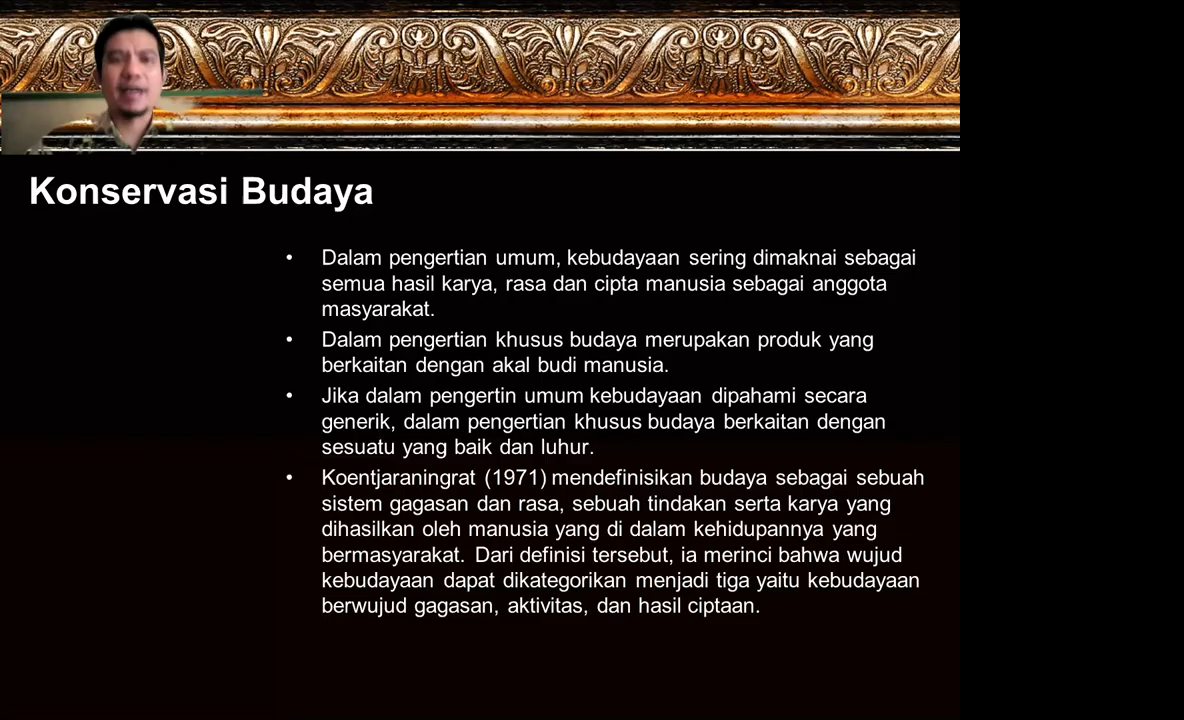 Konservasi Budaya
• Dalam pengertian umum, kebudayaan sering dimaknai sebagai
semua hasil karya, rasa dan cipta manusia sebagai anggota
masyarakat.
• Dalam pengertian khusus budaya merupakan produk yang
berkaitan dengan akal budi manusia.
• Jika dalam pengertin umum kebudayaan dipahami secara
generik, dalam pengertian khusus budaya berkaitan dengan
sesuatu yang baik dan luhur.
• Koentjaraningrat (1971) mendefinisikan budaya sebagai sebuah
sistem gagasan dan rasa, sebuah tindakan serta karya yang
dihasilkan oleh manusia yang di dalam kehidupannya yang
bermasyarakat. Dari definisi tersebut, ia merinci bahwa wujud
kebudayaan dapat dikategorikan menjadi tiga yaitu kebudayaan
berwujud gagasan, aktivitas, dan hasil ciptaan.